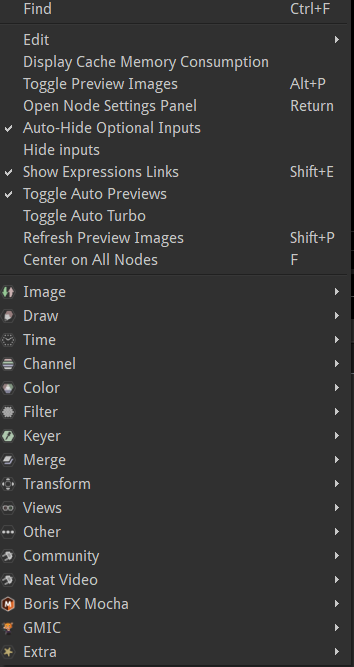 Find Ctrl+F
Edit
Display Cache Memory Consumption
Toggle Preview Images Alt+P
Open Node Settings Panel Return
Auto-Hide Optional Inputs
Hide inputs
Show Expressions Links Shift+E
Toggle Auto Previews
Toggle Auto Turbo
Refresh Preview Images Shift+P
Center on All Nodes F
Image
Draw
Time
Channel
Color
Filter
Keyer
Merge
Transform
Views
Other
Community
Neat Video
Boris FX Mocha
GMIC
Extra